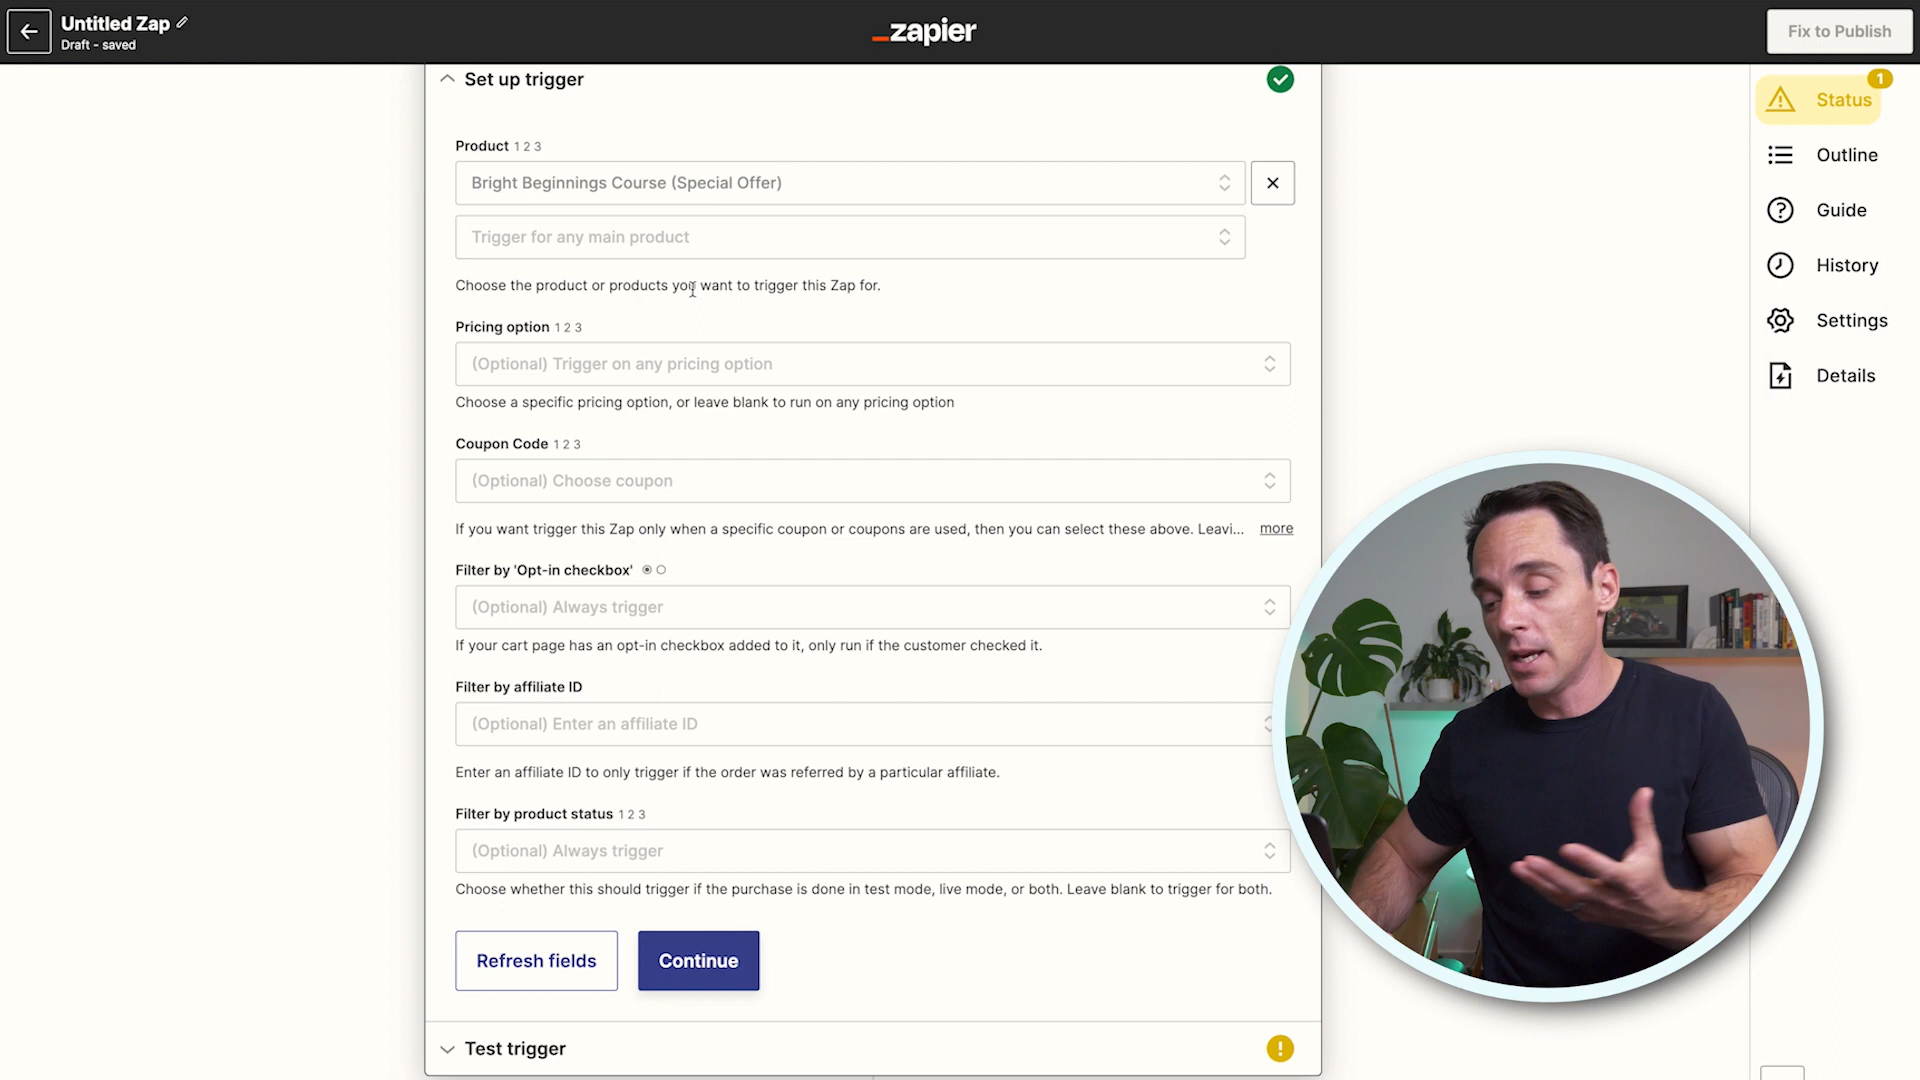 Untitled Zap
Draft - saved
zapier
Fix to Publish
Set up trigger
1
Status
Outline
Guide
History
Settings
Details
Product 1 2 3
Bright Beginnings Course (Special Offer)
Trigger for any main product
Choose the product or products you want to trigger this Zap for.
Pricing option 1 2 3
(Optional) Trigger on any pricing option
Choose a specific pricing option, or leave blank to run on any pricing option
Coupon Code 1 2 3
(Optional) Choose coupon
If you want trigger this Zap only when a specific coupon or coupons are used, then you can select these above. Leavi... more
Filter by 'Opt-in checkbox'
(Optional) Always trigger
If your cart page has an opt-in checkbox added to it, only run if the customer checked it.
Filter by affiliate ID
(Optional) Enter an affiliate ID
Enter an affiliate ID to only trigger if the order was referred by a particular affiliate.
Filter by product status 1 2 3
(Optional) Always trigger
Choose whether this should trigger if the purchase is done in test mode, live mode, or both. Leave blank to trigger for both.
Refresh fields
Continue
Test trigger